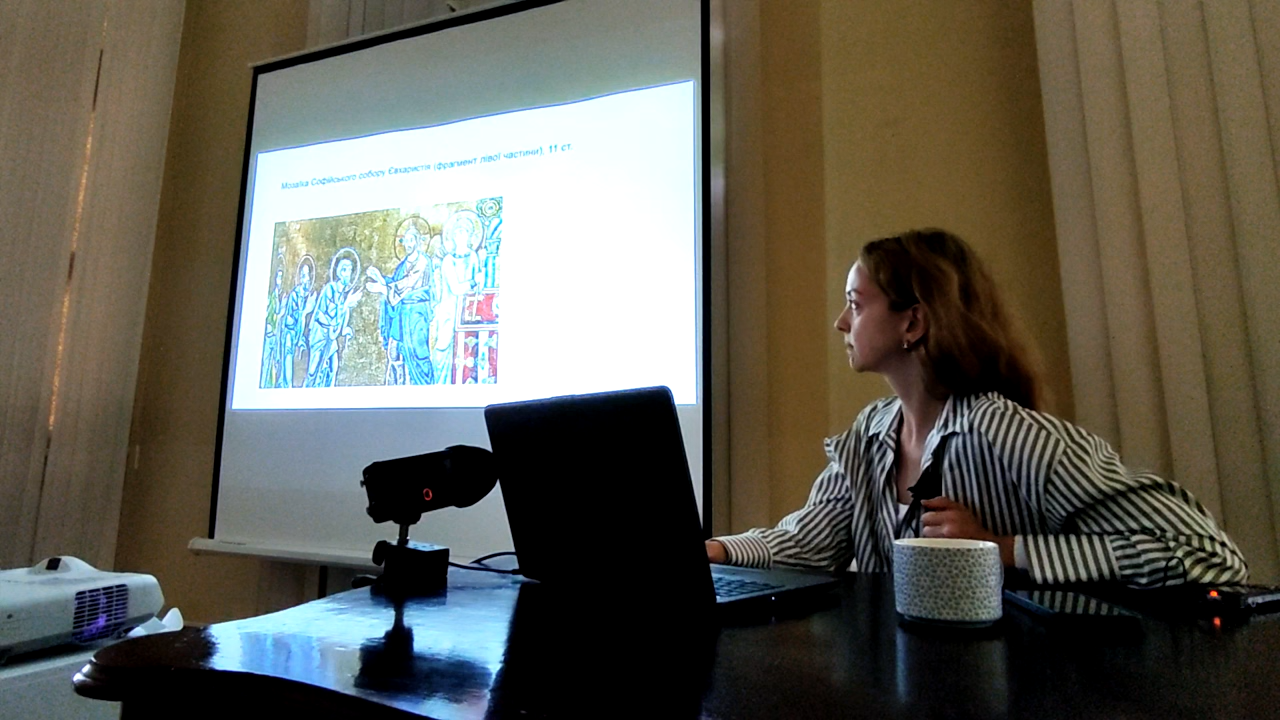 Мозаїка Софійського собору Євхаристія (фрагмент лівої частини), 11 ст.